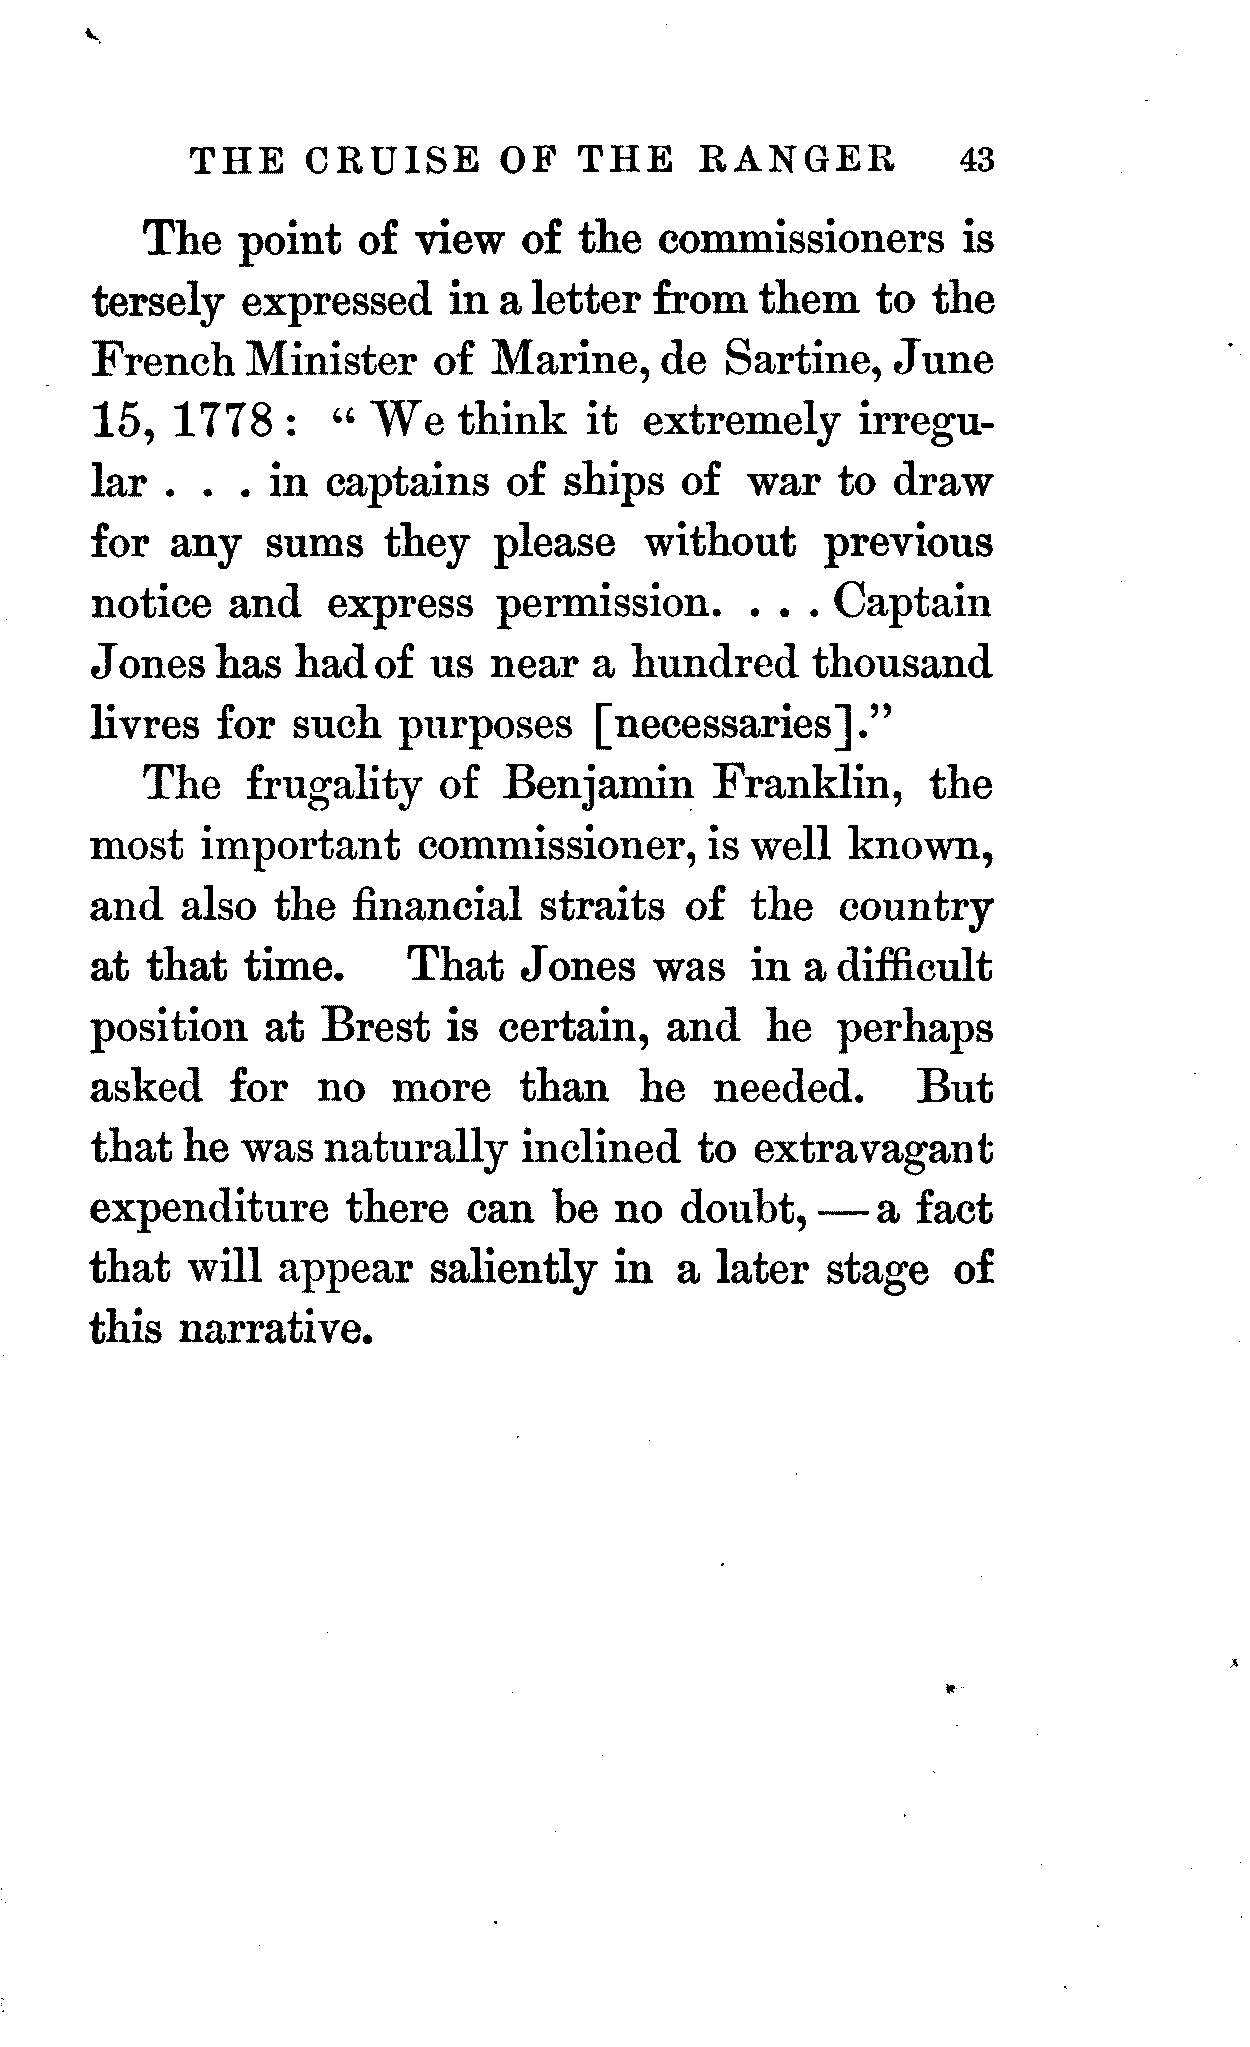 THE CRUISE OF THE RANGER 43
The point of view of the commissioners is
tersely expressed in a letter from them to the
French Minister of Marine, de Sartine, June
15, 1778 : “ We think it extremely irregu-
lar . . . in captains of ships of war to draw
for any sums they please without previous
notice and express permission. . . . Captain
Jones has had of us near a hundred thousand
livres for such purposes [necessaries].”
The frugality of Benjamin Franklin, the
most important commissioner, is well known,
and also the financial straits of the country
at that time. That Jones was in a difficult
position at Brest is certain, and he perhaps
asked for no more than he needed. But
that he was naturally inclined to extravagant
expenditure there can be no doubt, — a fact
that will appear saliently in a later stage of
this narrative.